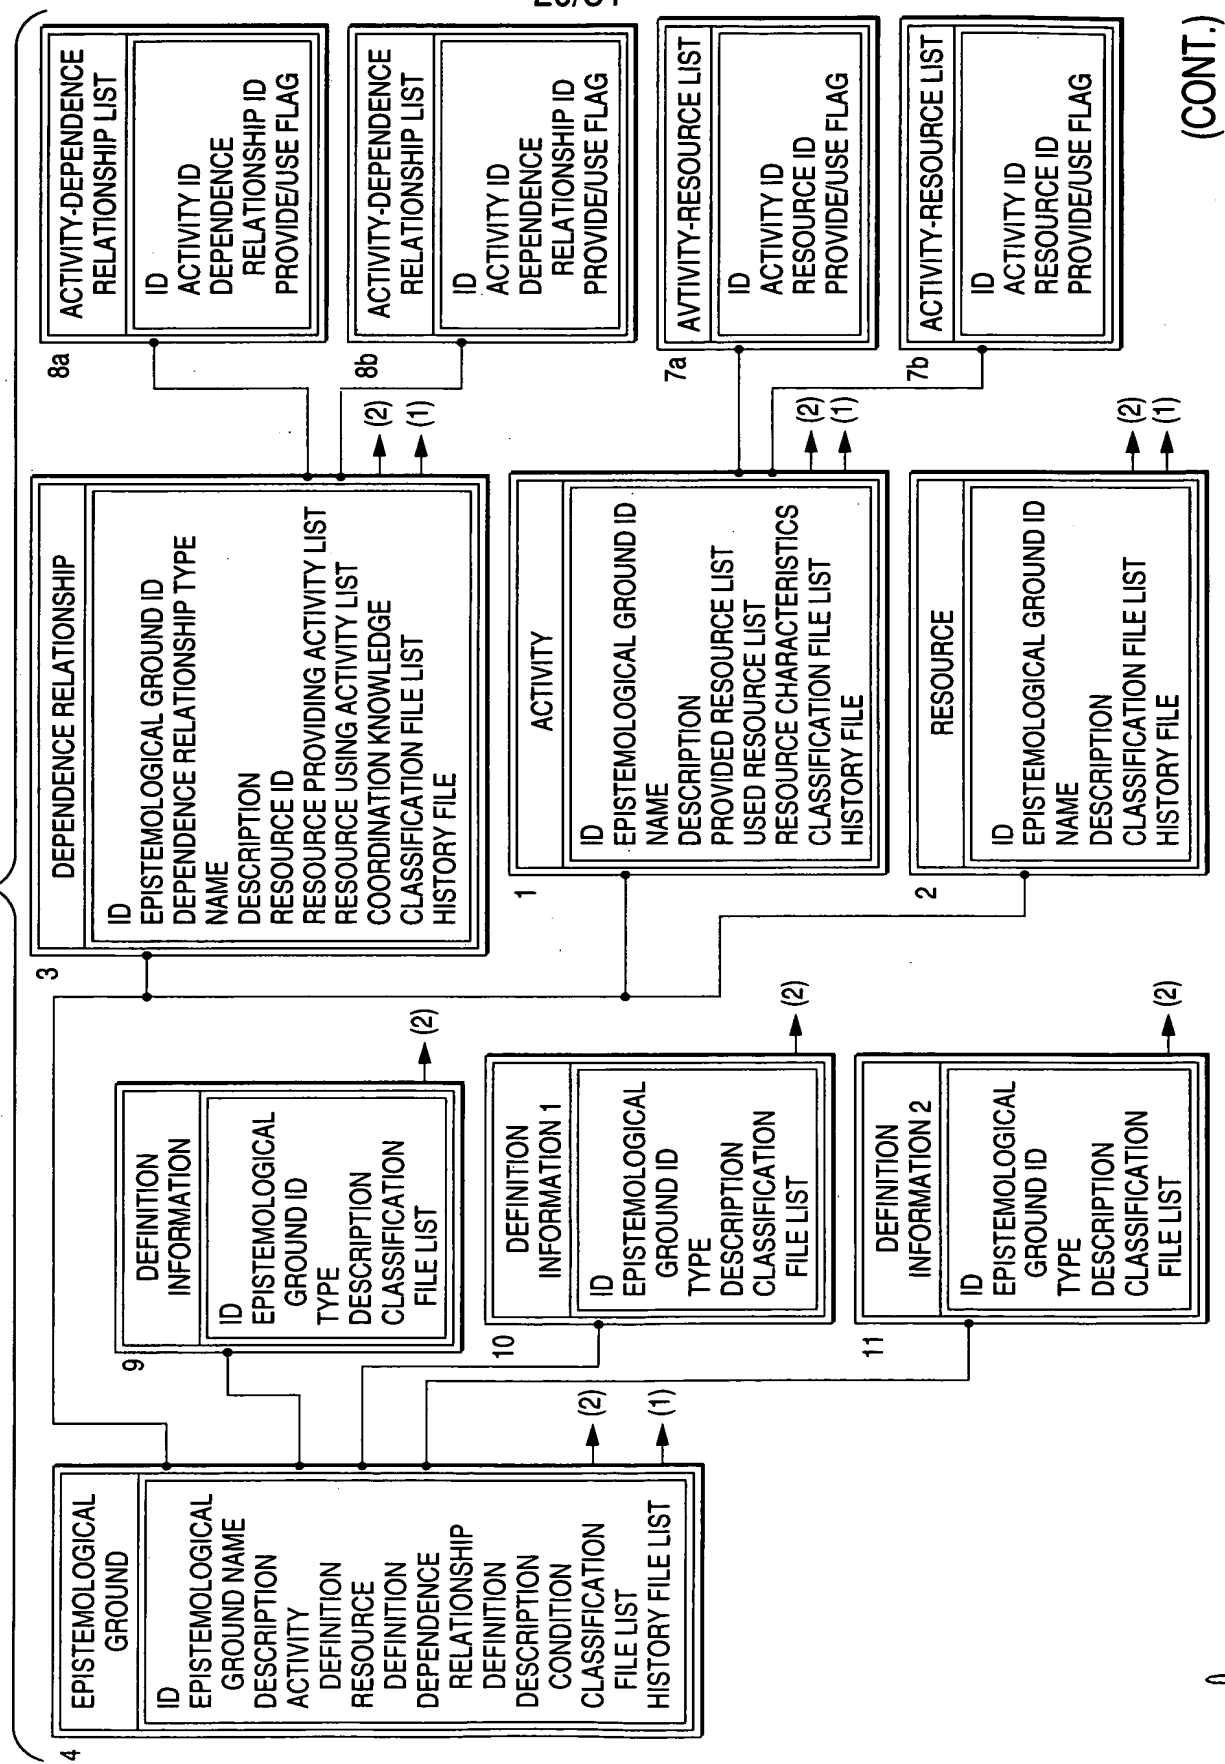 4
EPISTEMOLOGICAL
GROUND
ID
EPISTEMOLOGICAL
GROUND NAME
DESCRIPTION
ACTIVITY
DEFINITION
RESOURCE
DEFINITION
DEPENDENCE
RELATIONSHIP
DEFINITION
DESCRIPTION
CONDITION
CLASSIFICATION
FILE LIST
HISTORY FILE LIST
(2)
(1)
9
DEFINITION
INFORMATION
ID
EPISTEMOLOGICAL
GROUND ID
TYPE
DESCRIPTION
CLASSIFICATION
FILE LIST
(2)
10
DEFINITION
INFORMATION 1
ID
EPISTEMOLOGICAL
GROUND ID
TYPE
DESCRIPTION
CLASSIFICATION
FILE LIST
(2)
11
DEFINITION
INFORMATION 2
ID
EPISTEMOLOGICAL
GROUND ID
TYPE
DESCRIPTION
CLASSIFICATION
FILE LIST
(2)
3
DEPENDENCE RELATIONSHIP
ID
EPISTEMOLOGICAL GROUND ID
DEPENDENCE RELATIONSHIP TYPE
NAME
DESCRIPTION
RESOURCE ID
RESOURCE PROVIDING ACTIVITY LIST
RESOURCE USING ACTIVITY LIST
COORDINATION KNOWLEDGE
CLASSIFICATION FILE LIST
HISTORY FILE
(2)
(1)
1
ACTIVITY
ID
EPISTEMOLOGICAL GROUND ID
NAME
DESCRIPTION
PROVIDED RESOURCE LIST
USED RESOURCE LIST
RESOURCE CHARACTERISTICS
CLASSIFICATION FILE LIST
HISTORY FILE
(2)
(1)
2
RESOURCE
ID
EPISTEMOLOGICAL GROUND ID
NAME
DESCRIPTION
CLASSIFICATION FILE LIST
HISTORY FILE
(2)
(1)
8a
ACTIVITY-DEPENDENCE
RELATIONSHIP LIST
ID
ACTIVITY ID
DEPENDENCE
RELATIONSHIP ID
PROVIDE/USE FLAG
8b
ACTIVITY-DEPENDENCE
RELATIONSHIP LIST
ID
ACTIVITY ID
DEPENDENCE
RELATIONSHIP ID
PROVIDE/USE FLAG
7a
AVTIVITY-RESOURCE LIST
ID
ACTIVITY ID
RESOURCE ID
PROVIDE/USE FLAG
7b
ACTIVITY-RESOURCE LIST
ID
ACTIVITY ID
RESOURCE ID
PROVIDE/USE FLAG
(CONT.)